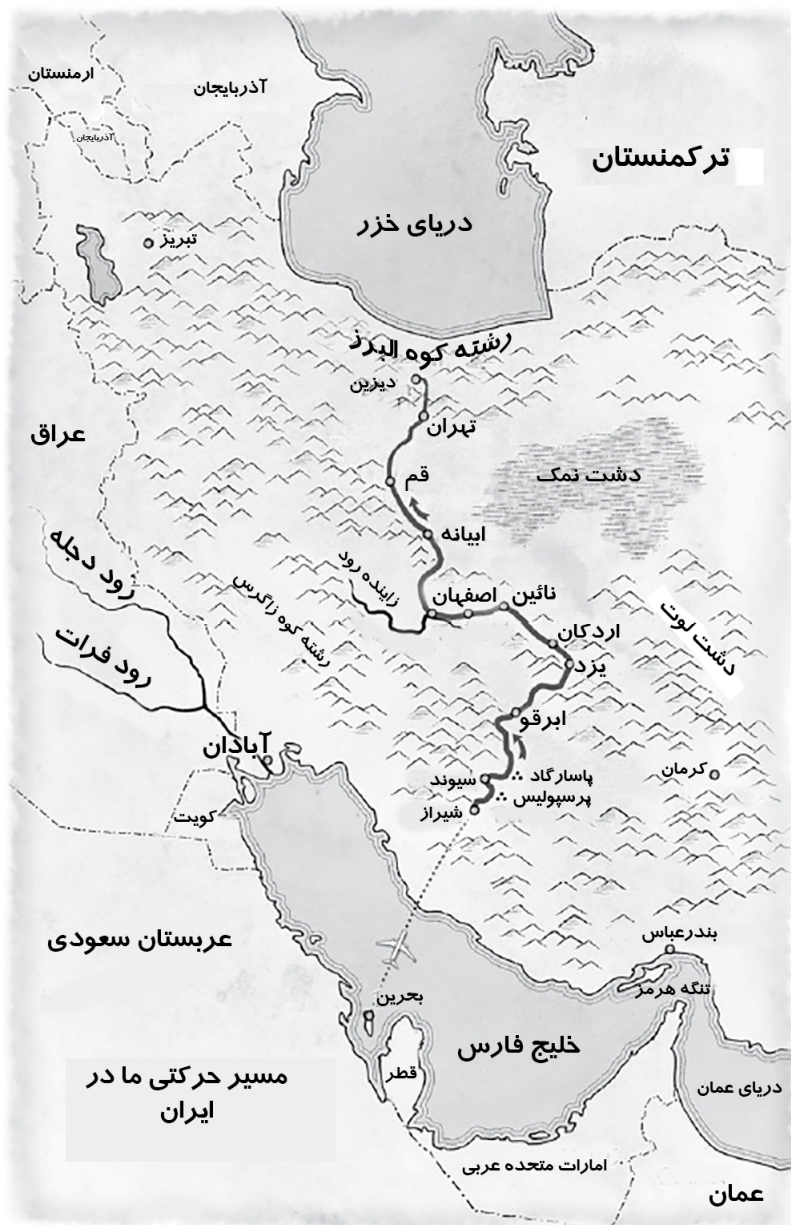 ارمنستان
آذربایجان
آذربایجان
ترکمنستان
دریای خزر
تبریز
رشته کوه البرز
دیزین
تهران
عراق
قم
دشت نمک
ابیانه
رود دجله
زاینده رود
اصفهان
نائین
رشته کوه زاگرس
دشت لوت
اردکان
رود فرات
یزد
ابرقو
آبادان
پاسارگاد
سیوند
کرمان
پرسپولیس
شیراز
کویت
بندرعباس
عربستان سعودی
تنگه هرمز
بحرین
خلیج فارس
قطر
مسیر حرکتی ما در
ایران
دریای عمان
امارات متحده عربی
عمان